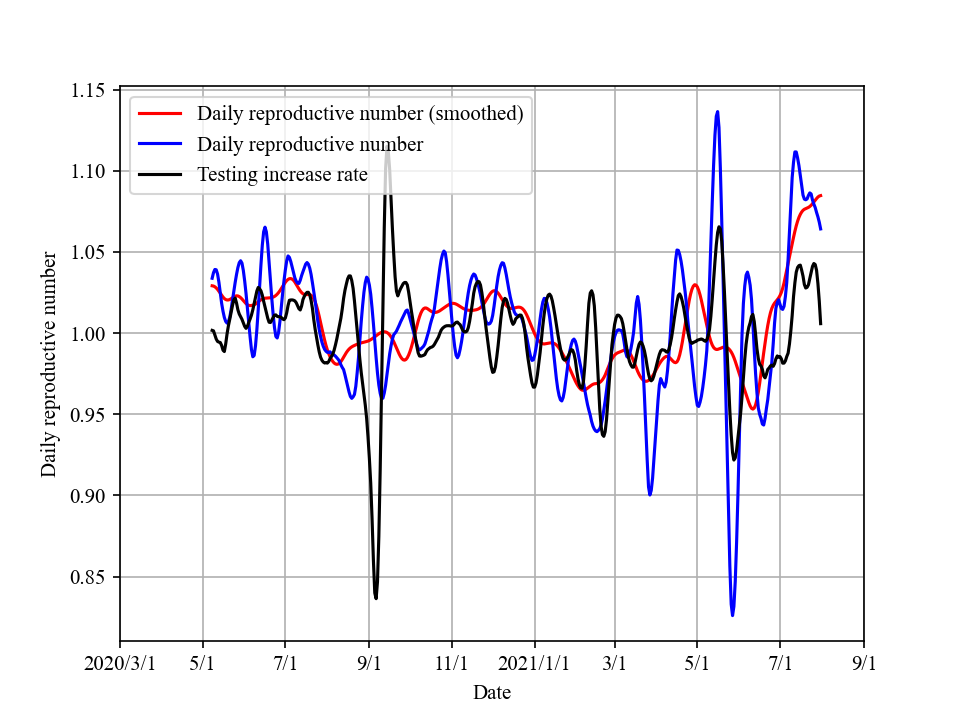 1.15
1.10
1.05
1.00
0.95
0.90
0.85
Daily reproductive number
Daily reproductive number (smoothed)
Daily reproductive number
Testing increase rate
2020/3/1 5/1 7/1 9/1 11/1 2021/1/1 3/1 5/1 7/1 9/1
Date